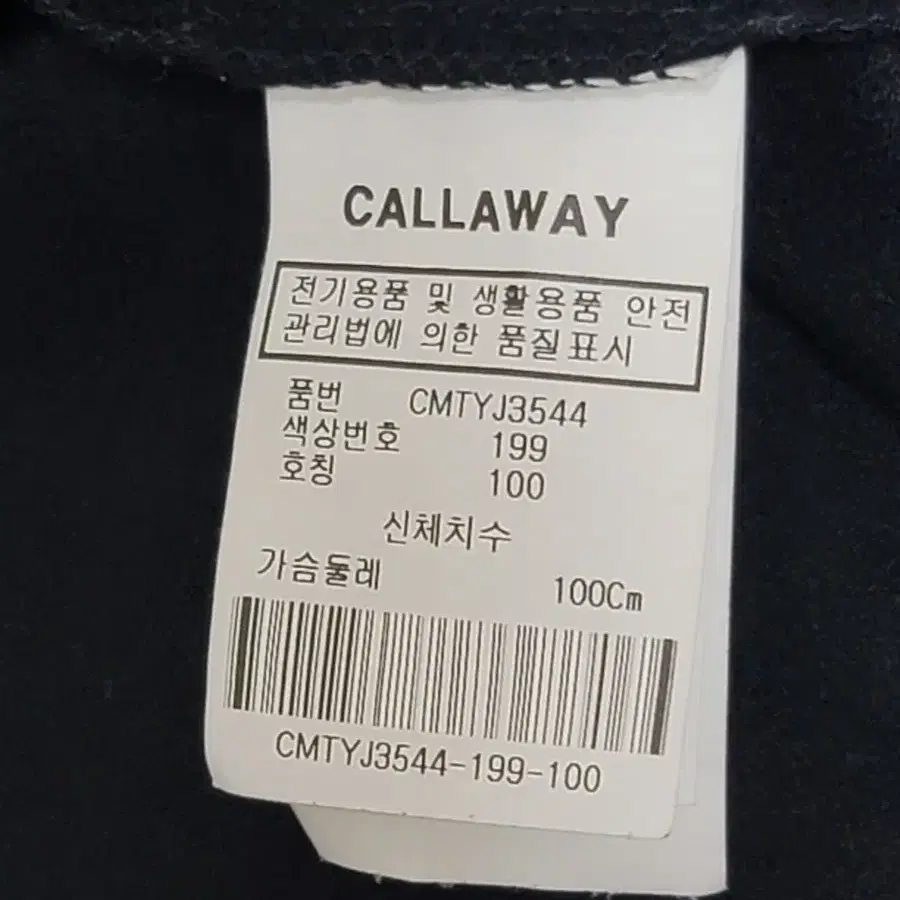 CALLAWAY
전기용품 및 생활용품 안전
관리법에 의한 품질표시
품번 CMTYJ3544
색상번호 199
호칭 100
신체치수
가슴둘레 100Cm
CMTYJ3544-199-100